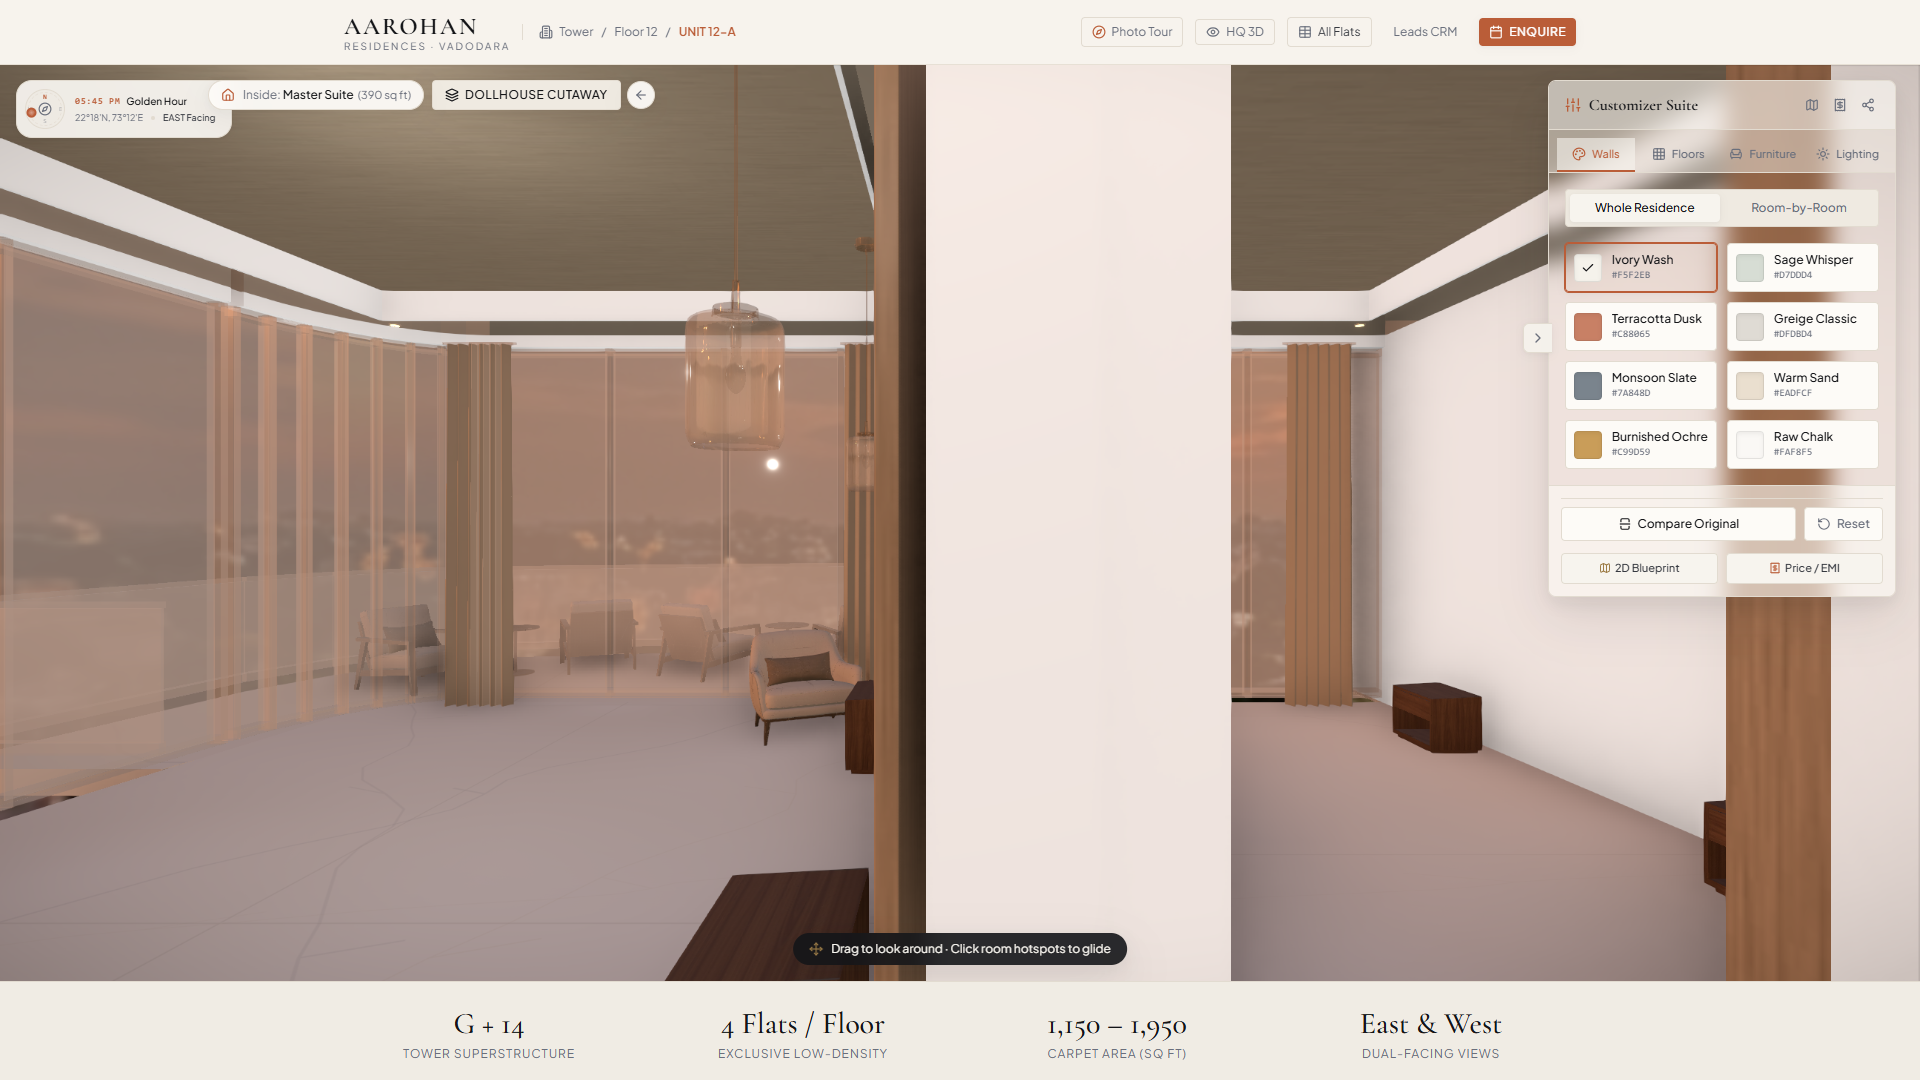 AAROHAN
RESIDENCES · VADODARA
Tower / Floor 12 / UNIT 12-A
Photo Tour
HQ 3D
All Flats
Leads CRM
ENQUIRE
N
05:45 PM Golden Hour
22°18'N, 73°12'E EAST Facing
Inside: Master Suite (390 sq ft)
DOLLHOUSE CUTAWAY
Customizer Suite
Walls
Floors
Furniture
Lighting
Whole Residence
Room-by-Room
Ivory Wash
#F5F2EB
Sage Whisper
#D7DDD4
Terracotta Dusk
#C88065
Greige Classic
#DFDBD4
Monsoon Slate
#7A848D
Warm Sand
#EADFCF
Burnished Ochre
#C99D59
Raw Chalk
#FAF8F5
Compare Original
Reset
2D Blueprint
Price / EMI
Drag to look around · Click room hotspots to glide
G + 14
TOWER SUPERSTRUCTURE
4 Flats / Floor
EXCLUSIVE LOW-DENSITY
1,150 – 1,950
CARPET AREA (SQ FT)
East & West
DUAL-FACING VIEWS